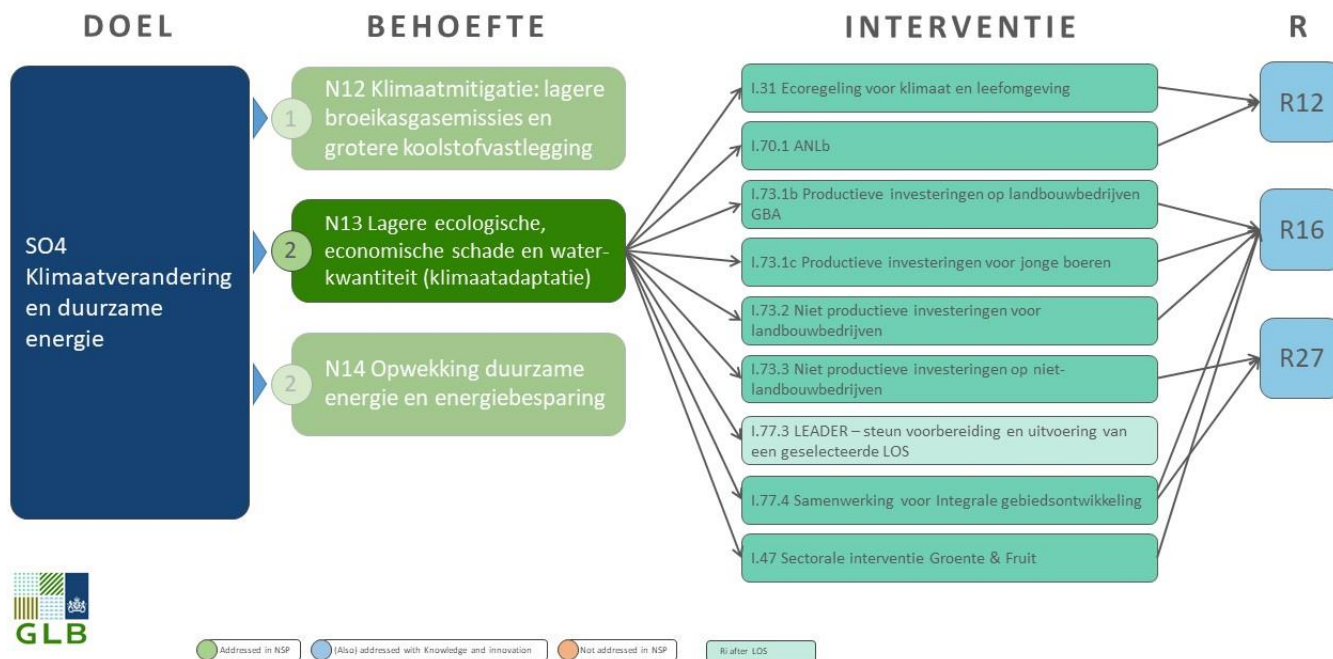 DOEL
BEHOEFTE
INTERVENTIE
R
SO4
Klimaatverandering
en duurzame
energie
1
N12 Klimaatmitigatie: lagere
broeikasgasemissies en
grotere koolstofvastlegging
2
N13 Lagere ecologische,
economische schade en water-
kwantiteit (klimaatadaptatie)
2
N14 Opwekking duurzame
energie en energiebesparing
I.31 Ecoregeling voor klimaat en leefomgeving
I.70.1 ANLb
I.73.1b Productieve investeringen op landbouwbedrijven
GBA
I.73.1c Productieve investeringen voor jonge boeren
I.73.2 Niet productieve investeringen voor
landbouwbedrijven
I.73.3 Niet productieve investeringen op niet-
landbouwbedrijven
I.77.3 LEADER – steun voorbereiding en uitvoering van
een geselecteerde LOS
I.77.4 Samenwerking voor Integrale gebiedsontwikkeling
I.47 Sectorale interventie Groente & Fruit
R12
R16
R27
GLB
Addressed in NSP
(Also) addressed with Knowledge and innovation
Not addressed in NSP
Ri after LOS